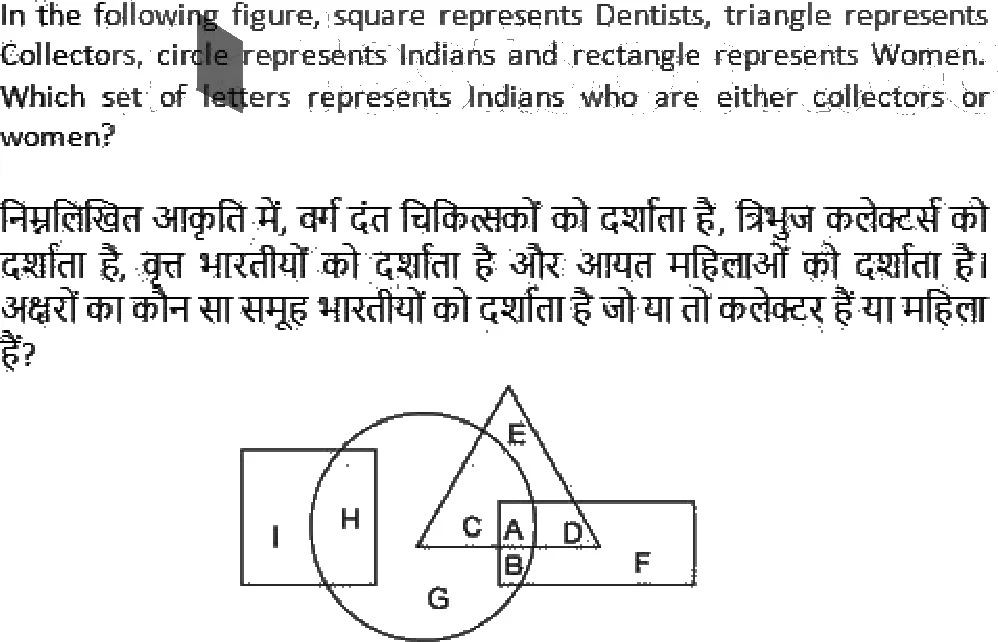 In the following figure, square represents Dentists, triangle represents
Collectors, circle represents Indians and rectangle represents Women.
Which set of letters represents Indians who are either collectors or
women?
निम्नलिखित आकृति में, वर्ग दंत चिकित्सकों को दर्शाता है, त्रिभुज कलेक्टर्स को
दर्शाता है, वृत्त भारतीयों को दर्शाता है और आयत महिलाओं को दर्शाता है।
अक्षरों का कौन सा समूह भारतीयों को दर्शाता है जो या तो कलेक्टर हैं या महिला
हैं?
E
I H C A D
B F
G